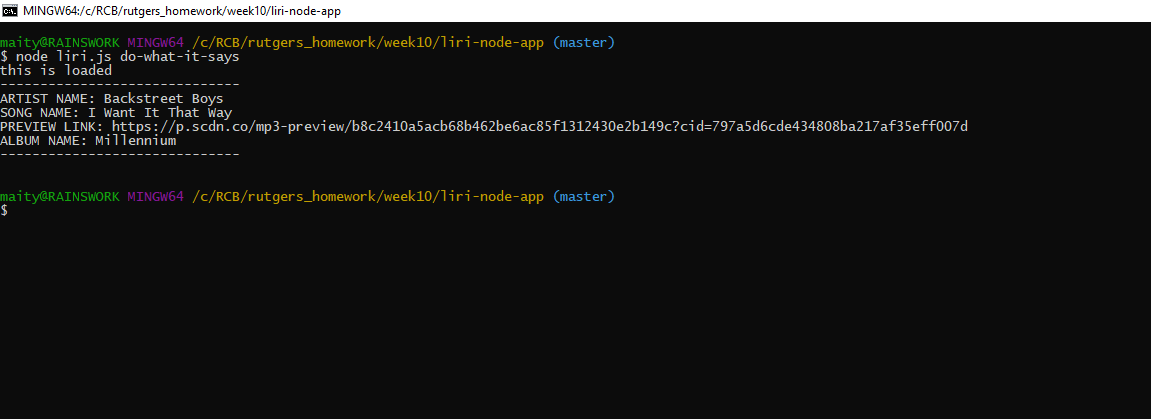 MINGW64:/c/RCB/rutgers_homework/week10/liri-node-app
maity@RAINSWORK MINGW64 /c/RCB/rutgers_homework/week10/liri-node-app (master)
$ node liri.js do-what-it-says
this is loaded
------------------------------
ARTIST NAME: Backstreet Boys
SONG NAME: I Want It That Way
PREVIEW LINK: https://p.scdn.co/mp3-preview/b8c2410a5acb68b462be6ac85f1312430e2b149c?cid=797a5d6cde434808ba217af35eff007d
ALBUM NAME: Millennium
------------------------------
maity@RAINSWORK MINGW64 /c/RCB/rutgers_homework/week10/liri-node-app (master)
$